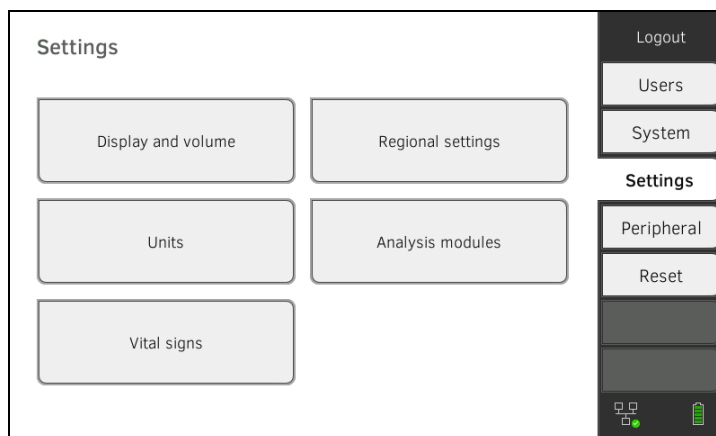 Settings
Display and volume
Regional settings
Units
Analysis modules
Vital signs
Logout
Users
System
Settings
Peripheral
Reset